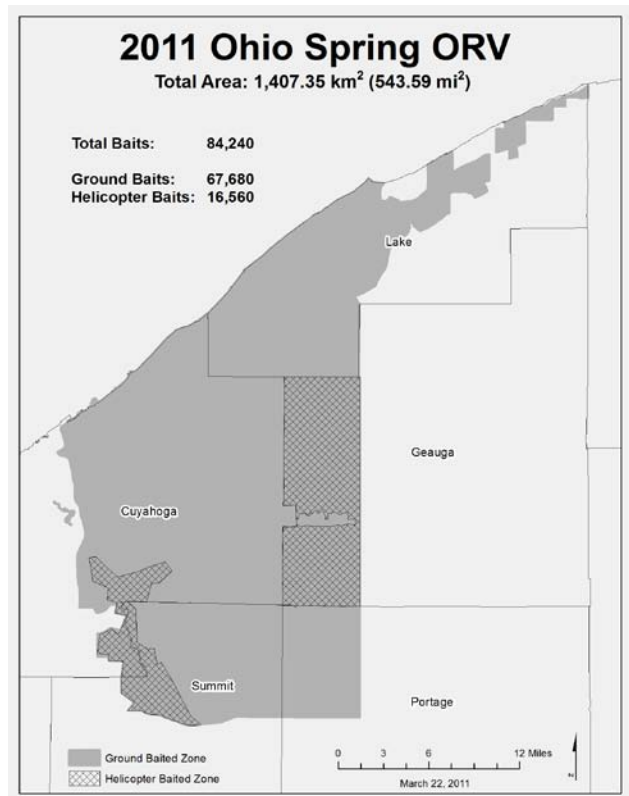 2011 Ohio Spring ORV
Total Area: 1,407.35 km² (543.59 mi²)
Total Baits: 84,240
Ground Baits: 67,680
Helicopter Baits: 16,560
Lake
Geauga
Cuyahoga
Summit
Portage
Ground Baited Zone
Helicopter Baited Zone
0 3 6 12 Miles
March 22, 2011